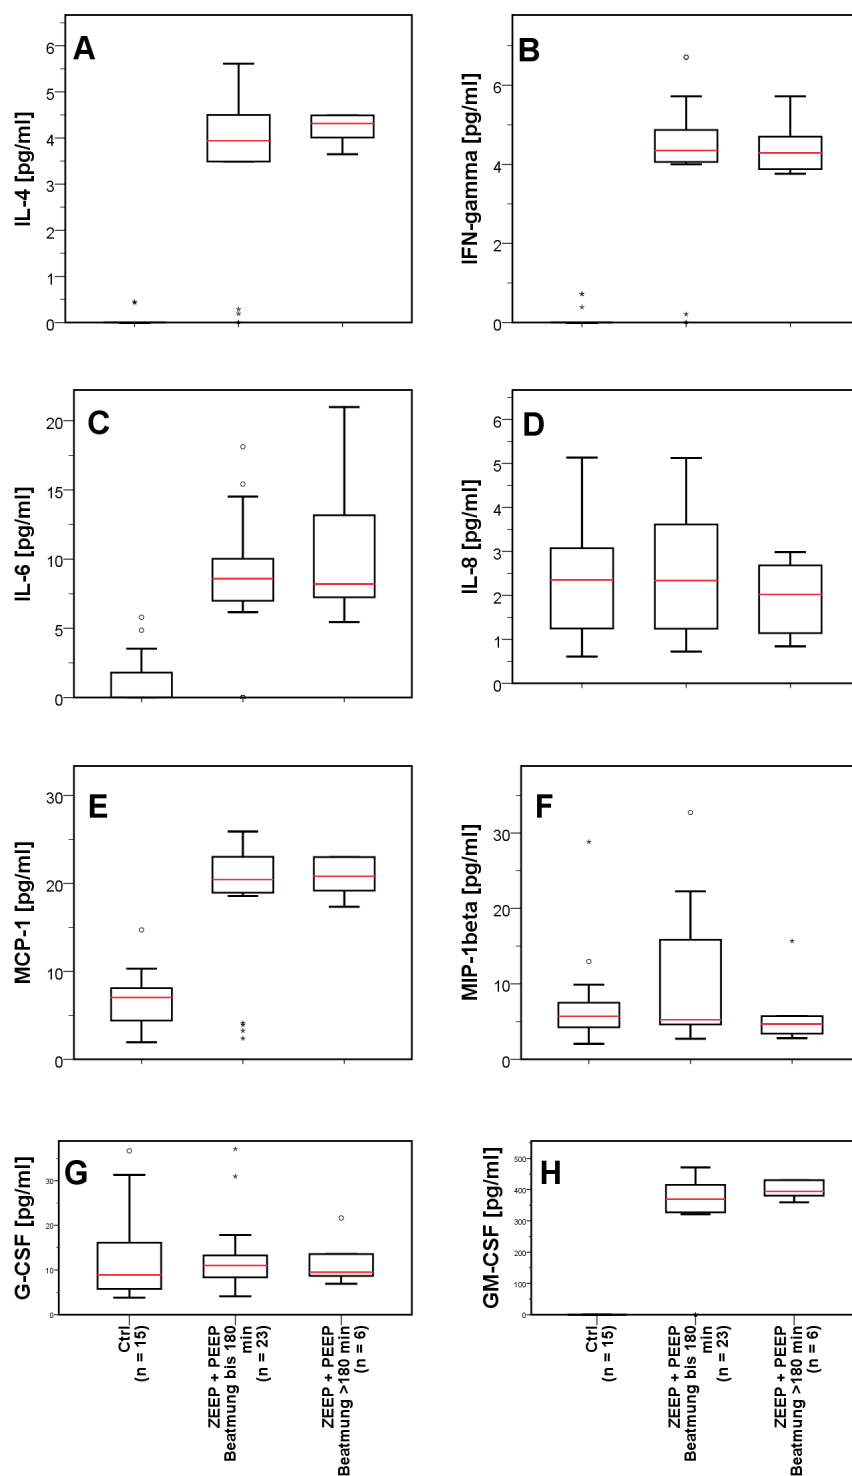 A
IL-4 [pg/ml]
6
5
4
3
2
1
0
B
IFN-gamma [pg/ml]
6
4
2
0
C
IL-6 [pg/ml]
20
15
10
5
0
D
IL-8 [pg/ml]
6
5
4
3
2
1
0
E
MCP-1 [pg/ml]
30
20
10
0
F
MIP-1beta [pg/ml]
30
20
10
0
G
G-CSF [pg/ml]
30
20
10
0
H
GM-CSF [pg/ml]
500
400
300
200
100
0
Ctrl
(n = 15)
ZEEP + PEEP
Beatmung bis 180
min
(n = 23)
ZEEP + PEEP
Beatmung >180 min
(n = 6)
Ctrl
(n = 15)
ZEEP + PEEP
Beatmung bis 180
min
(n = 23)
ZEEP + PEEP
Beatmung >180 min
(n = 6)